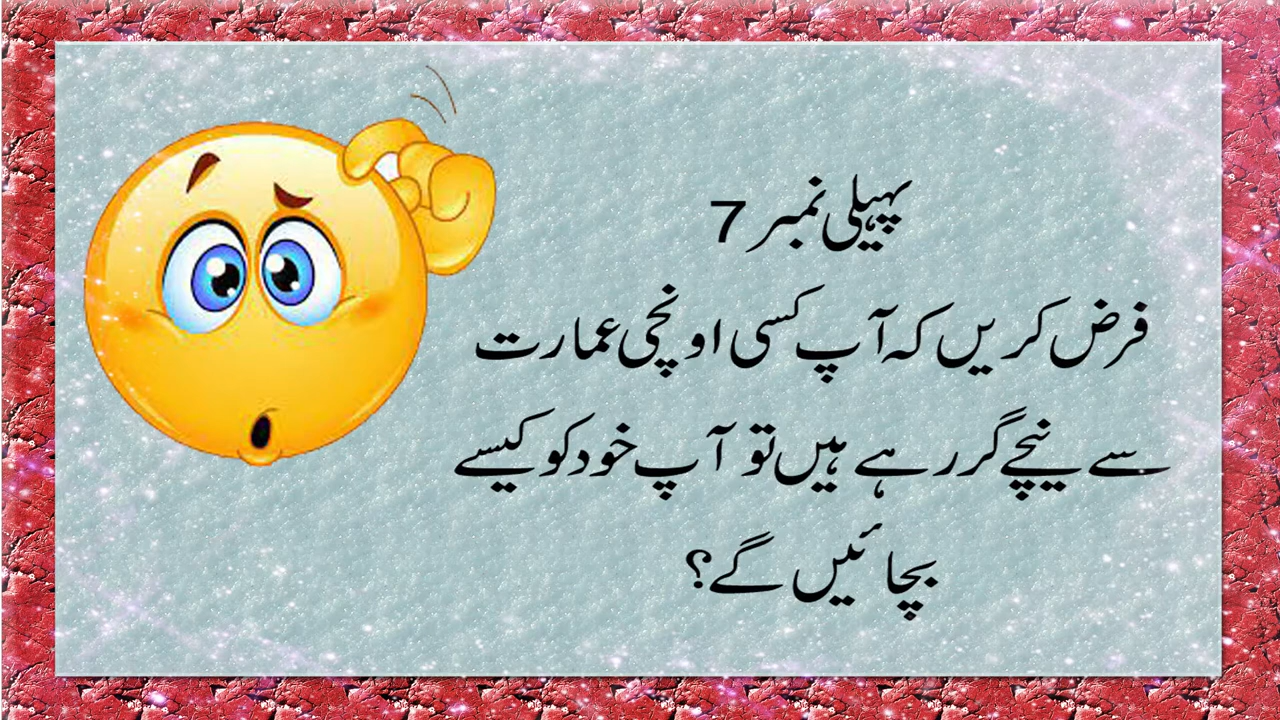 پہیلی نمبر 7
فرض کریں کہ آپ کسی اونچی عمارت
سے نیچے گر رہے ہیں تو آپ خود کو کیسے
بچائیں گے؟